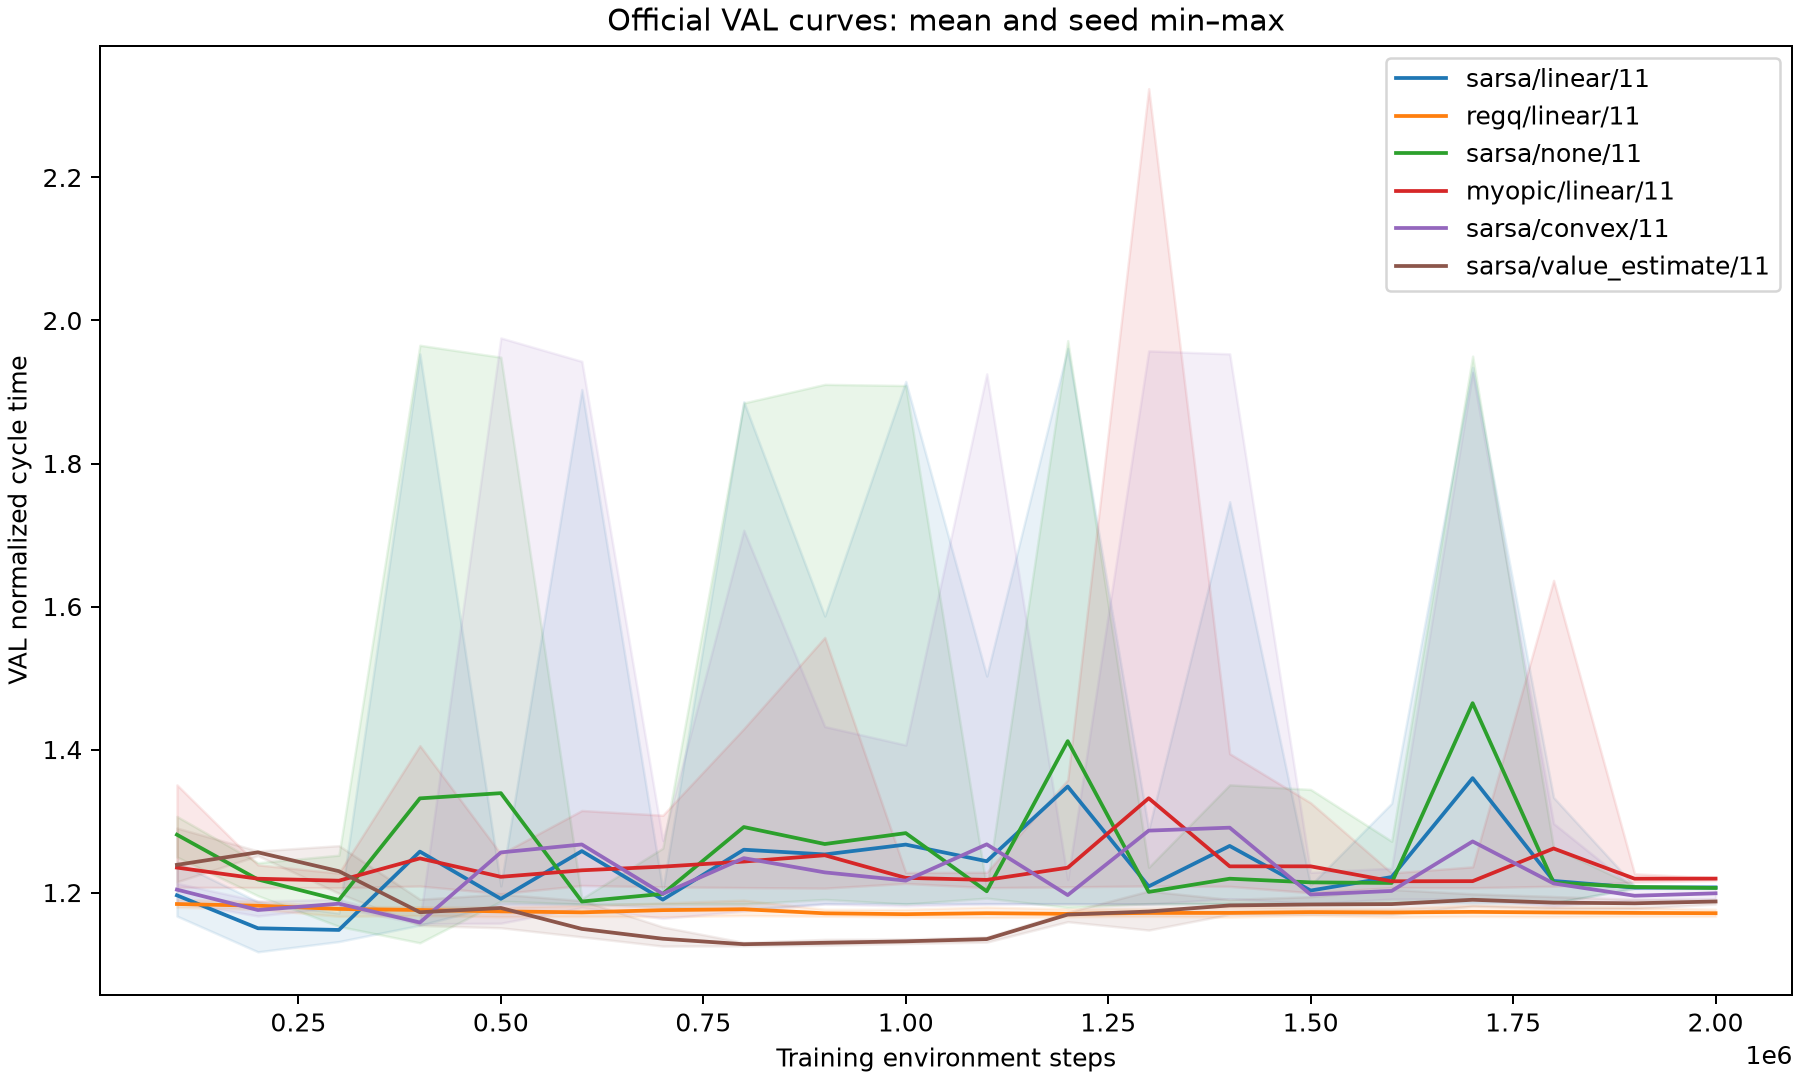 Official VAL curves: mean and seed min–max
sarsa/linear/11
regq/linear/11
sarsa/none/11
myopic/linear/11
sarsa/convex/11
sarsa/value_estimate/11
VAL normalized cycle time
2.2
2.0
1.8
1.6
1.4
1.2
0.25 0.50 0.75 1.00 1.25 1.50 1.75 2.00
1e6
Training environment steps